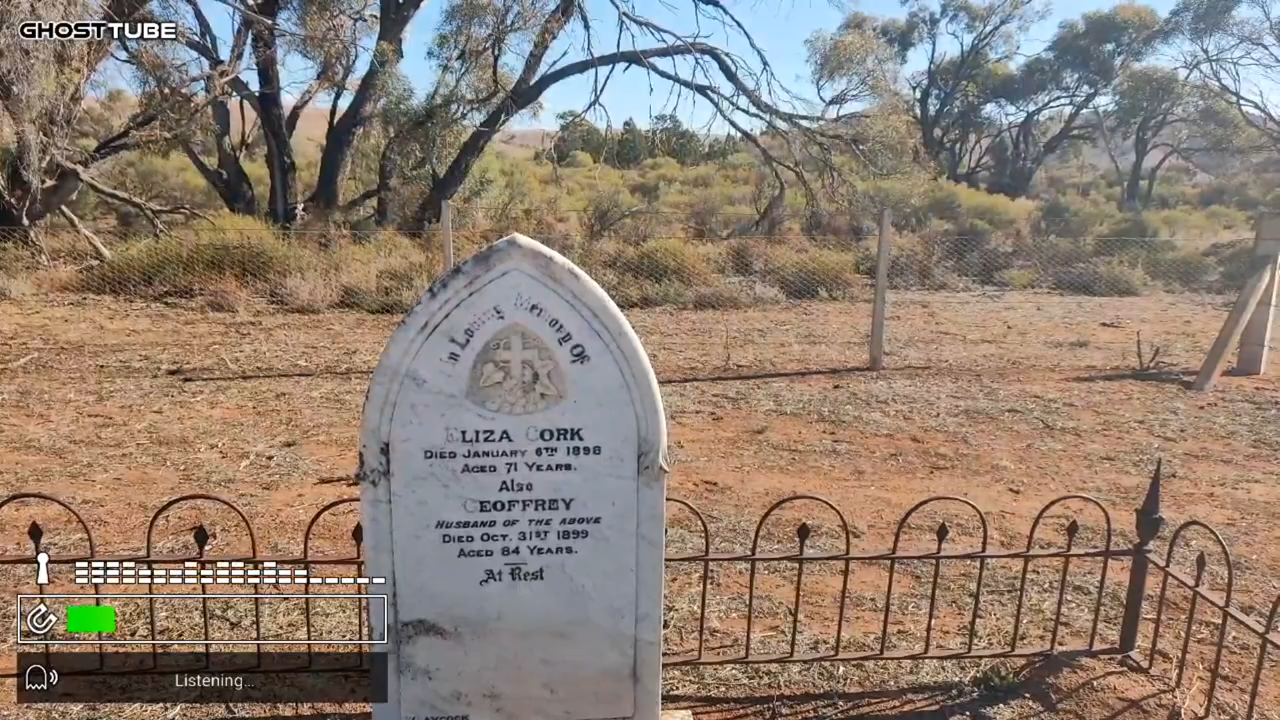 GHOSTTUBE
In Loving Memory Of
ELIZA CORK
DIED JANUARY 6TH 1898
AGED 71 YEARS.
Also
GEOFFREY
HUSBAND OF THE ABOVE
DIED OCT. 31ST 1899
AGED 84 YEARS.
At Rest
Listening...